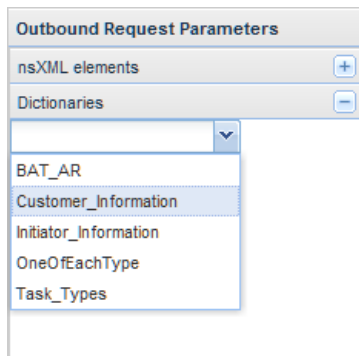 Outbound Request Parameters
nsXML elements
Dictionaries
BAT_AR
Customer_Information
Initiator_Information
OneOfEachType
Task_Types